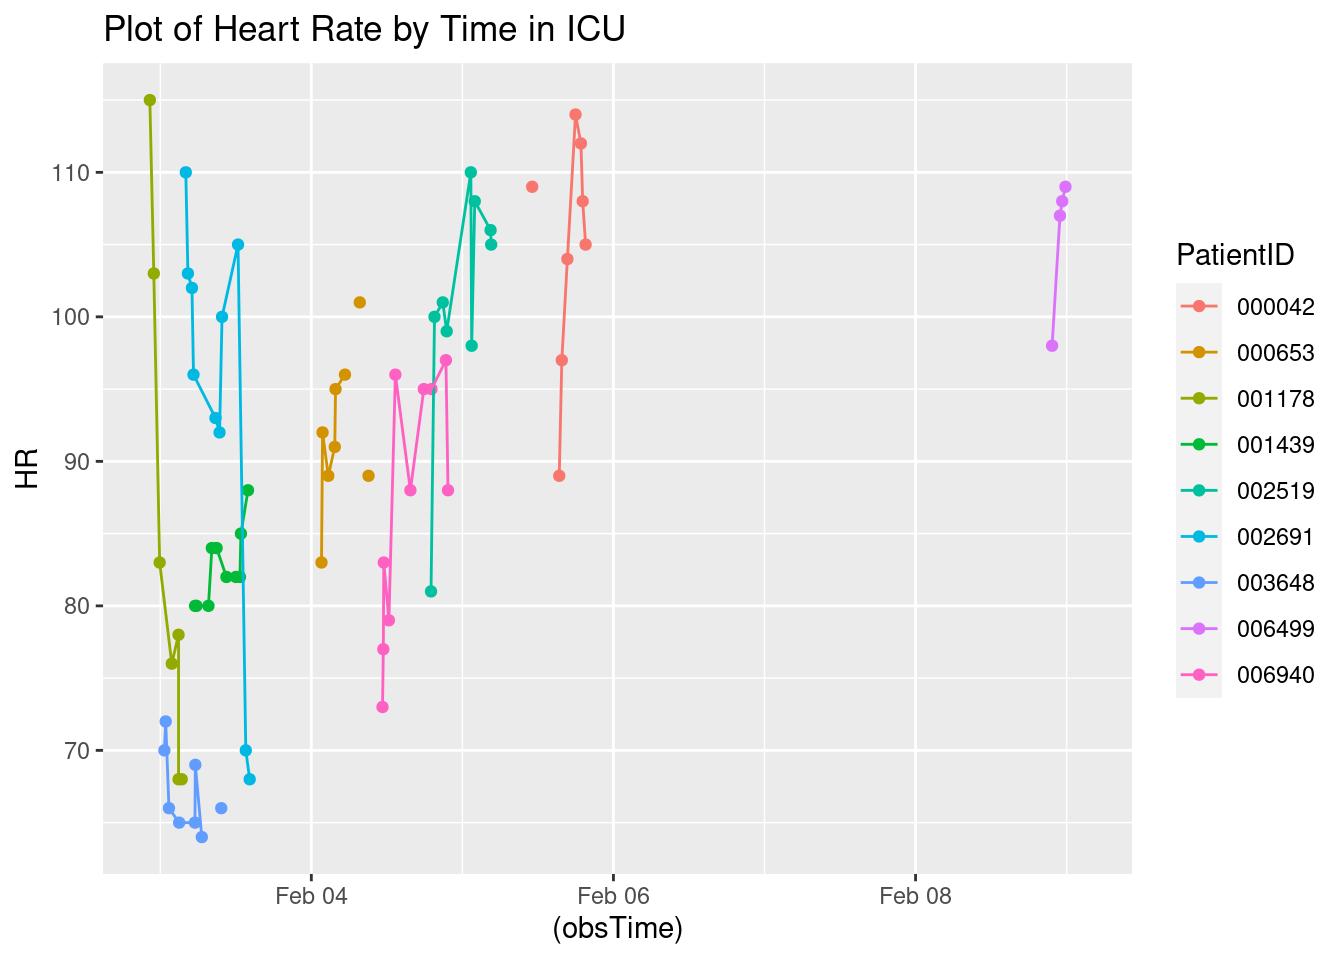 Plot of Heart Rate by Time in ICU
HR
110
100
90
80
70
Feb 04
Feb 06
Feb 08
(obsTime)
PatientID
000042
000653
001178
001439
002519
002691
003648
006499
006940